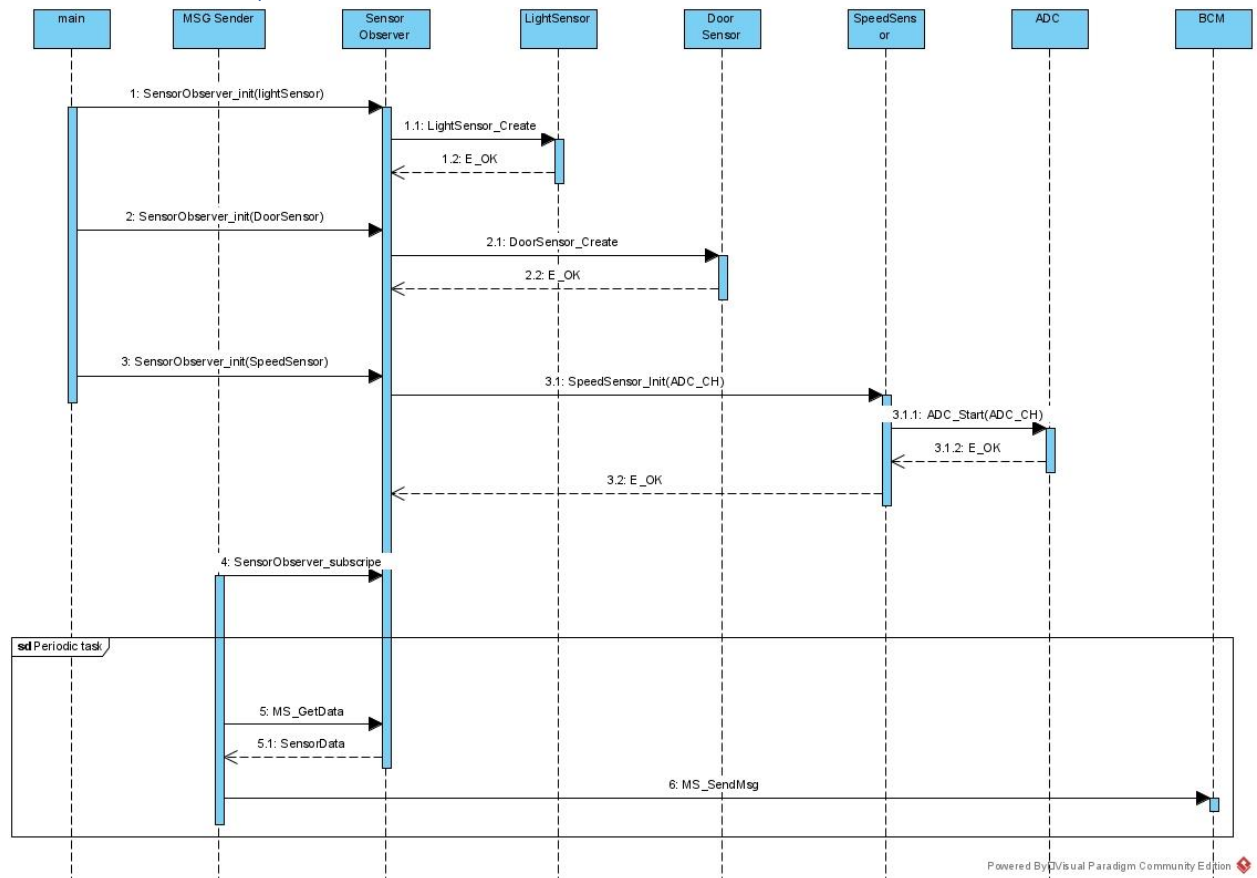 main
MSG Sender
Sensor
Observer
LightSensor
Door
Sensor
SpeedSens
or
ADC
BCM
1: SensorObserver_init(lightSensor)
1.1: LightSensor_Create
1.2: E_OK
2: SensorObserver_init(DoorSensor)
2.1: DoorSensor_Create
2.2: E_OK
3: SensorObserver_init(SpeedSensor)
3.1: SpeedSensor_Init(ADC_CH)
3.1.1: ADC_Start(ADC_CH)
3.1.2: E_OK
3.2: E_OK
4: SensorObserver_subscripe
sd Periodic task
5: MS_GetData
5.1: SensorData
6: MS_SendMsg
Powered By Visual Paradigm Community Edition